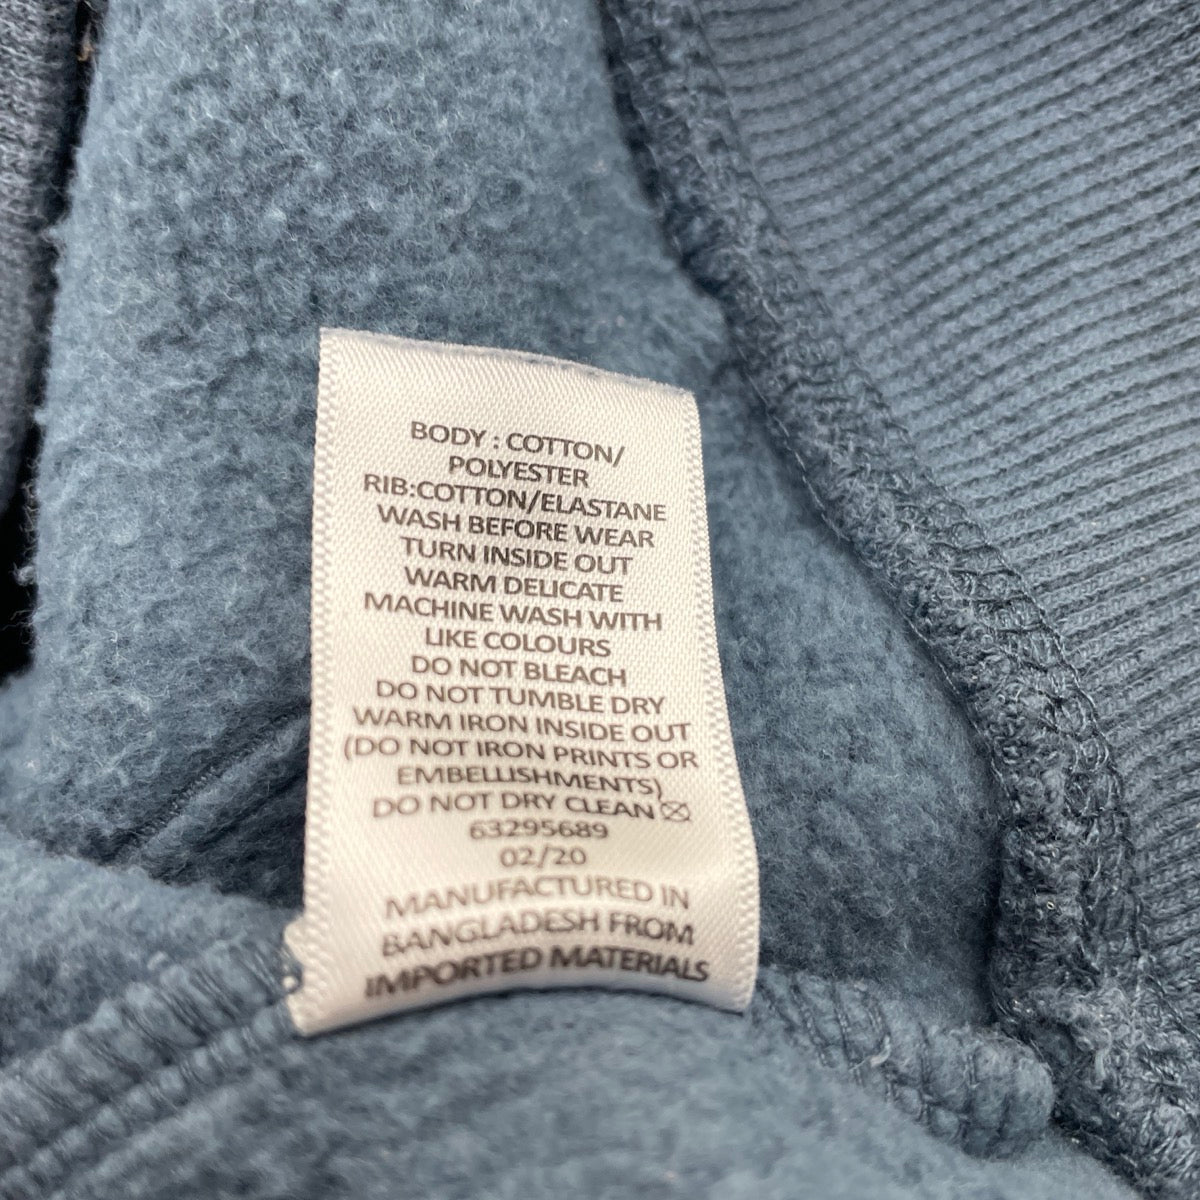 BODY : COTTON/
POLYESTER
RIB:COTTON/ELASTANE
WASH BEFORE WEAR
TURN INSIDE OUT
WARM DELICATE
MACHINE WASH WITH
LIKE COLOURS
DO NOT BLEACH
DO NOT TUMBLE DRY
WARM IRON INSIDE OUT
(DO NOT IRON PRINTS OR
EMBELLISHMENTS)
DO NOT DRY CLEAN
63295689
02/20
MANUFACTURED IN
BANGLADESH FROM
IMPORTED MATERIALS